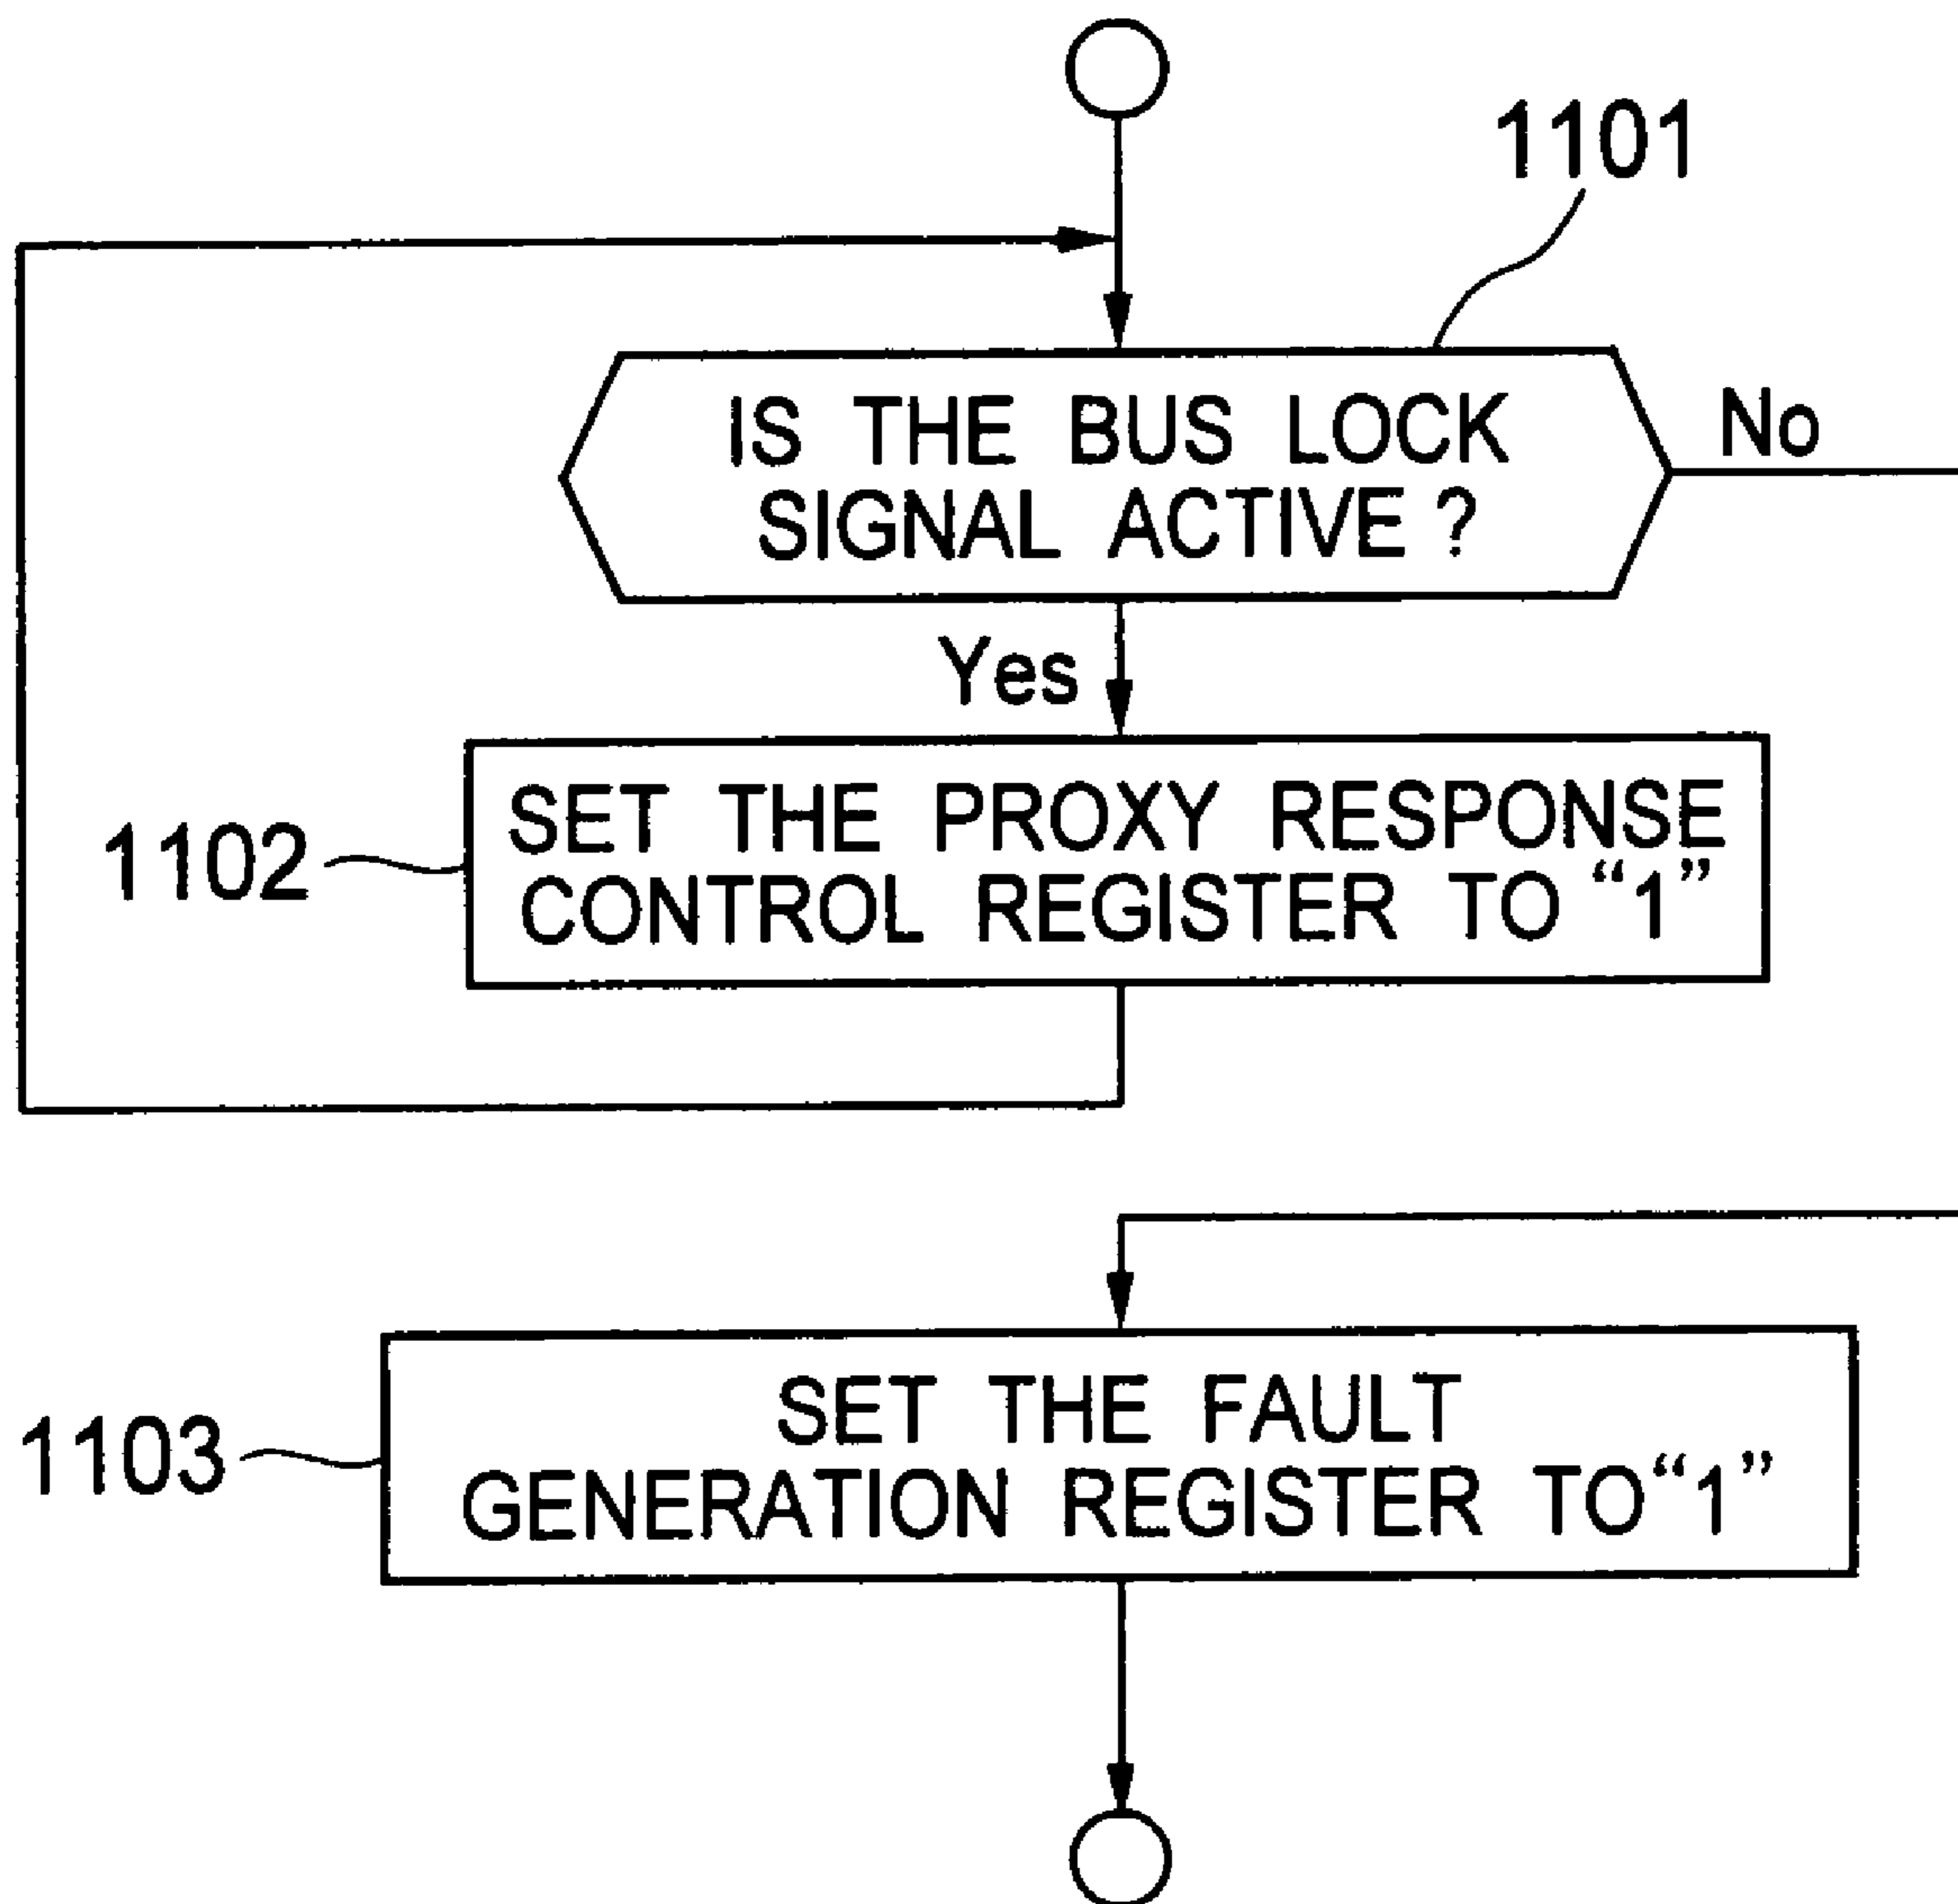 1101
IS THE BUS LOCK
SIGNAL ACTIVE ?
No
Yes
1102
SET THE PROXY RESPONSE
CONTROL REGISTER TO “1”
1103
SET THE FAULT
GENERATION REGISTER TO “1”